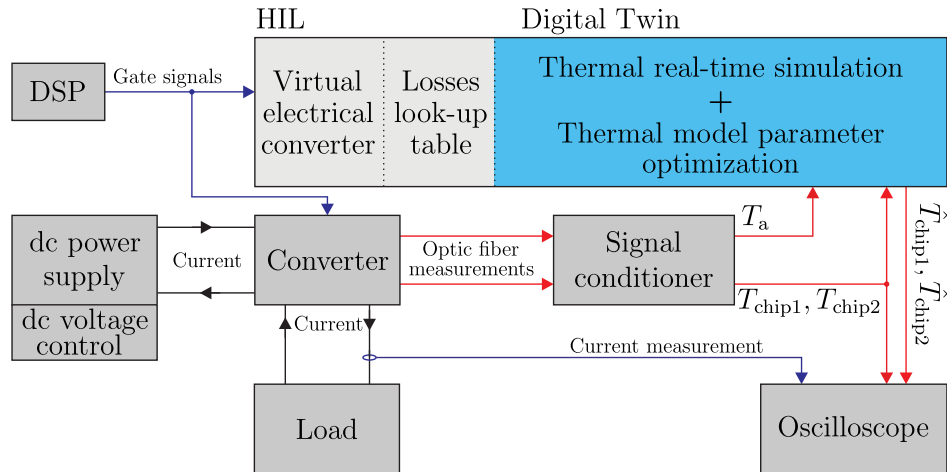 HIL
Digital Twin
DSP
Gate signals
Virtual
electrical
converter
Losses
look-up
table
Thermal real-time simulation
+
Thermal model parameter
optimization
dc power
supply
dc voltage
control
Current
Converter
Optic fiber
measurements
Signal
conditioner
T_a
T_chip1, T_chip2
T̂_chip1, T̂_chip2
Current
Current measurement
Load
Oscilloscope